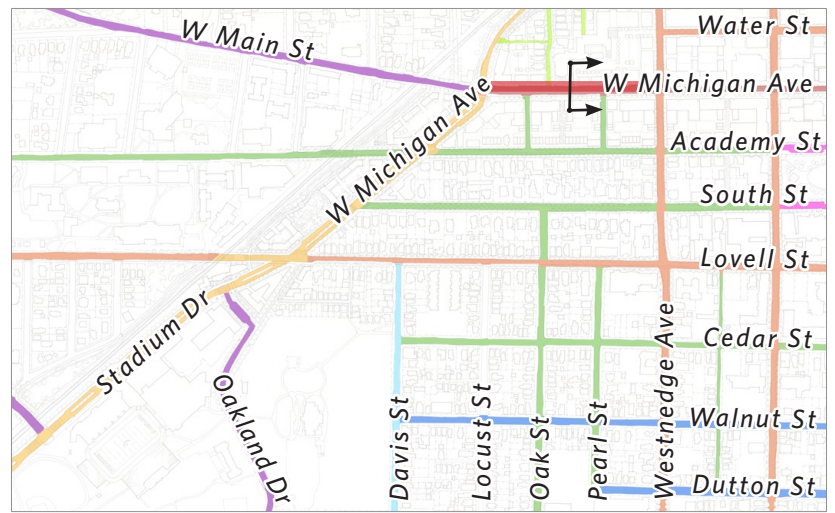 Water St
W Main St
W Michigan Ave
W Michigan Ave
Academy St
South St
Lovell St
Stadium Dr
Westnedge Ave
Cedar St
Oakland Dr
Davis St
Locust St
Oak St
Pearl St
Walnut St
Dutton St